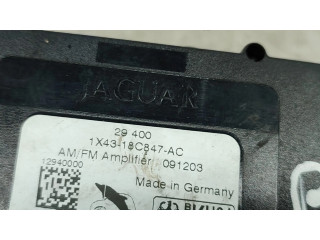 JAGUAR
29 400
1X43-18C847-AC
AM/FM Amplifier 091203
12940000
Made in Germany